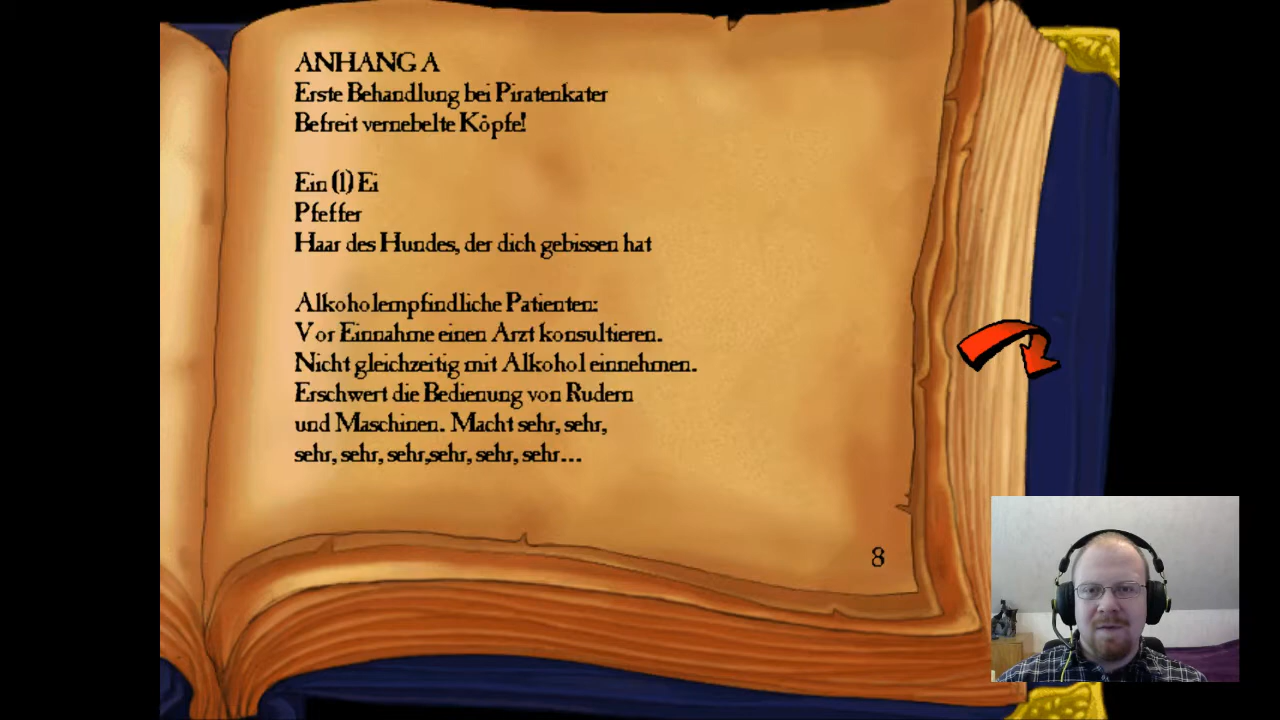 ANHANG A
Erste Behandlung bei Piratenkater
Befreit vernebelte Köpfe!
Ein (1) Ei
Pfeffer
Haar des Hundes, der dich gebissen hat
Alkoholempfindliche Patienten:
Vor Einnahme einen Arzt konsultieren.
Nicht gleichzeitig mit Alkohol einnehmen.
Erschwert die Bedienung von Rudern
und Maschinen. Macht sehr, sehr,
sehr, sehr, sehr,sehr, sehr, sehr...
8